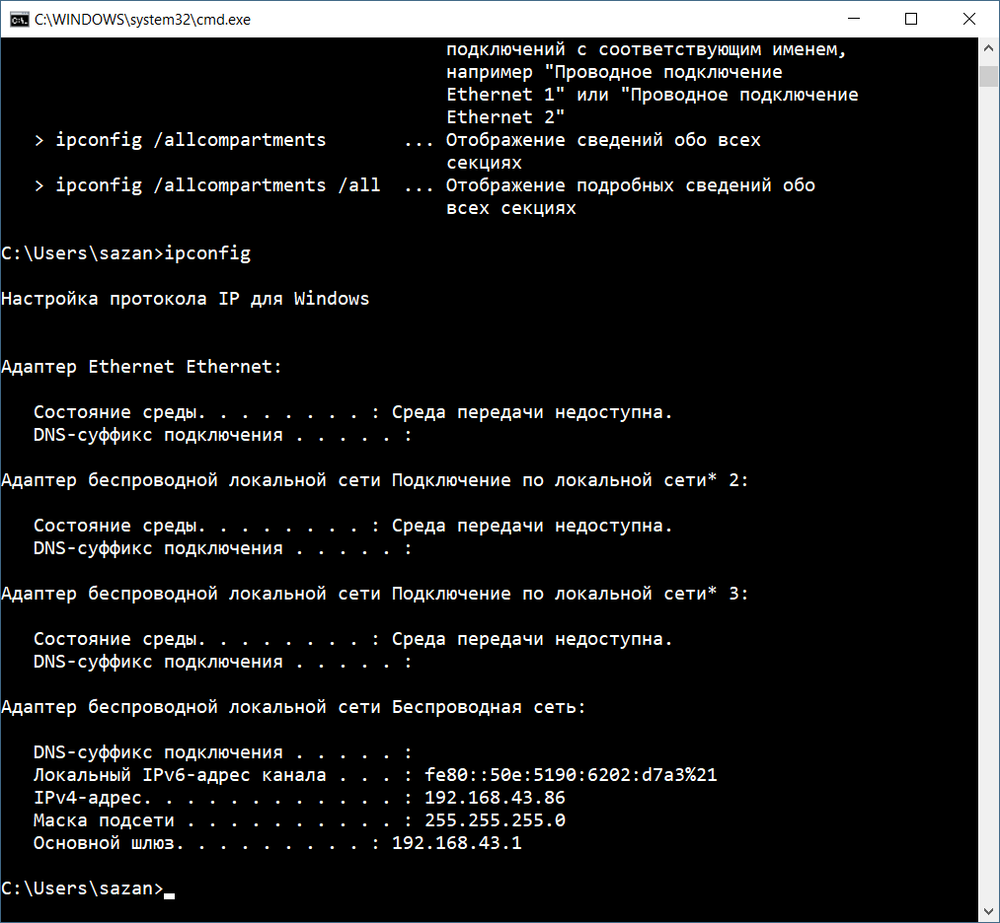 C:\WINDOWS\system32\cmd.exe
подключений с соответствующим именем,
например "Проводное подключение
Ethernet 1" или "Проводное подключение
Ethernet 2"
> ipconfig /allcompartments ... Отображение сведений обо всех
секциях
> ipconfig /allcompartments /all ... Отображение подробных сведений обо
всех секциях
C:\Users\sazan>ipconfig
Настройка протокола IP для Windows
Адаптер Ethernet Ethernet:
Состояние среды. . . . . . . . : Среда передачи недоступна.
DNS-суффикс подключения . . . . . :
Адаптер беспроводной локальной сети Подключение по локальной сети* 2:
Состояние среды. . . . . . . . : Среда передачи недоступна.
DNS-суффикс подключения . . . . . :
Адаптер беспроводной локальной сети Подключение по локальной сети* 3:
Состояние среды. . . . . . . . : Среда передачи недоступна.
DNS-суффикс подключения . . . . . :
Адаптер беспроводной локальной сети Беспроводная сеть:
DNS-суффикс подключения . . . . . :
Локальный IPv6-адрес канала . . . : fe80::50e:5190:6202:d7a3%21
IPv4-адрес. . . . . . . . . . . . : 192.168.43.86
Маска подсети . . . . . . . . . . : 255.255.255.0
Основной шлюз. . . . . . . . . : 192.168.43.1
C:\Users\sazan>